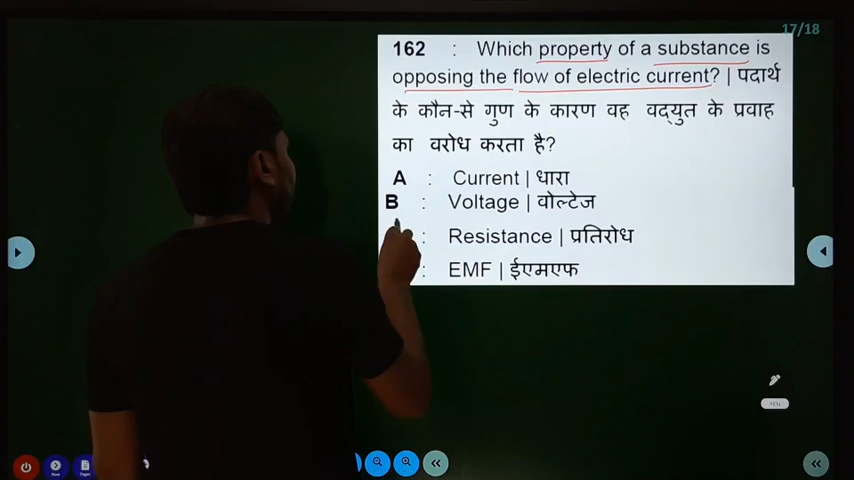 17/18
162 : Which property of a substance is
opposing the flow of electric current? | पदार्थ
के कौन-से गुण के कारण वह वद्युत के प्रवाह
का वरोध करता है?
A : Current | धारा
B : Voltage | वोल्टेज
: Resistance | प्रतिरोध
: EMF | ईएमएफ
PEN